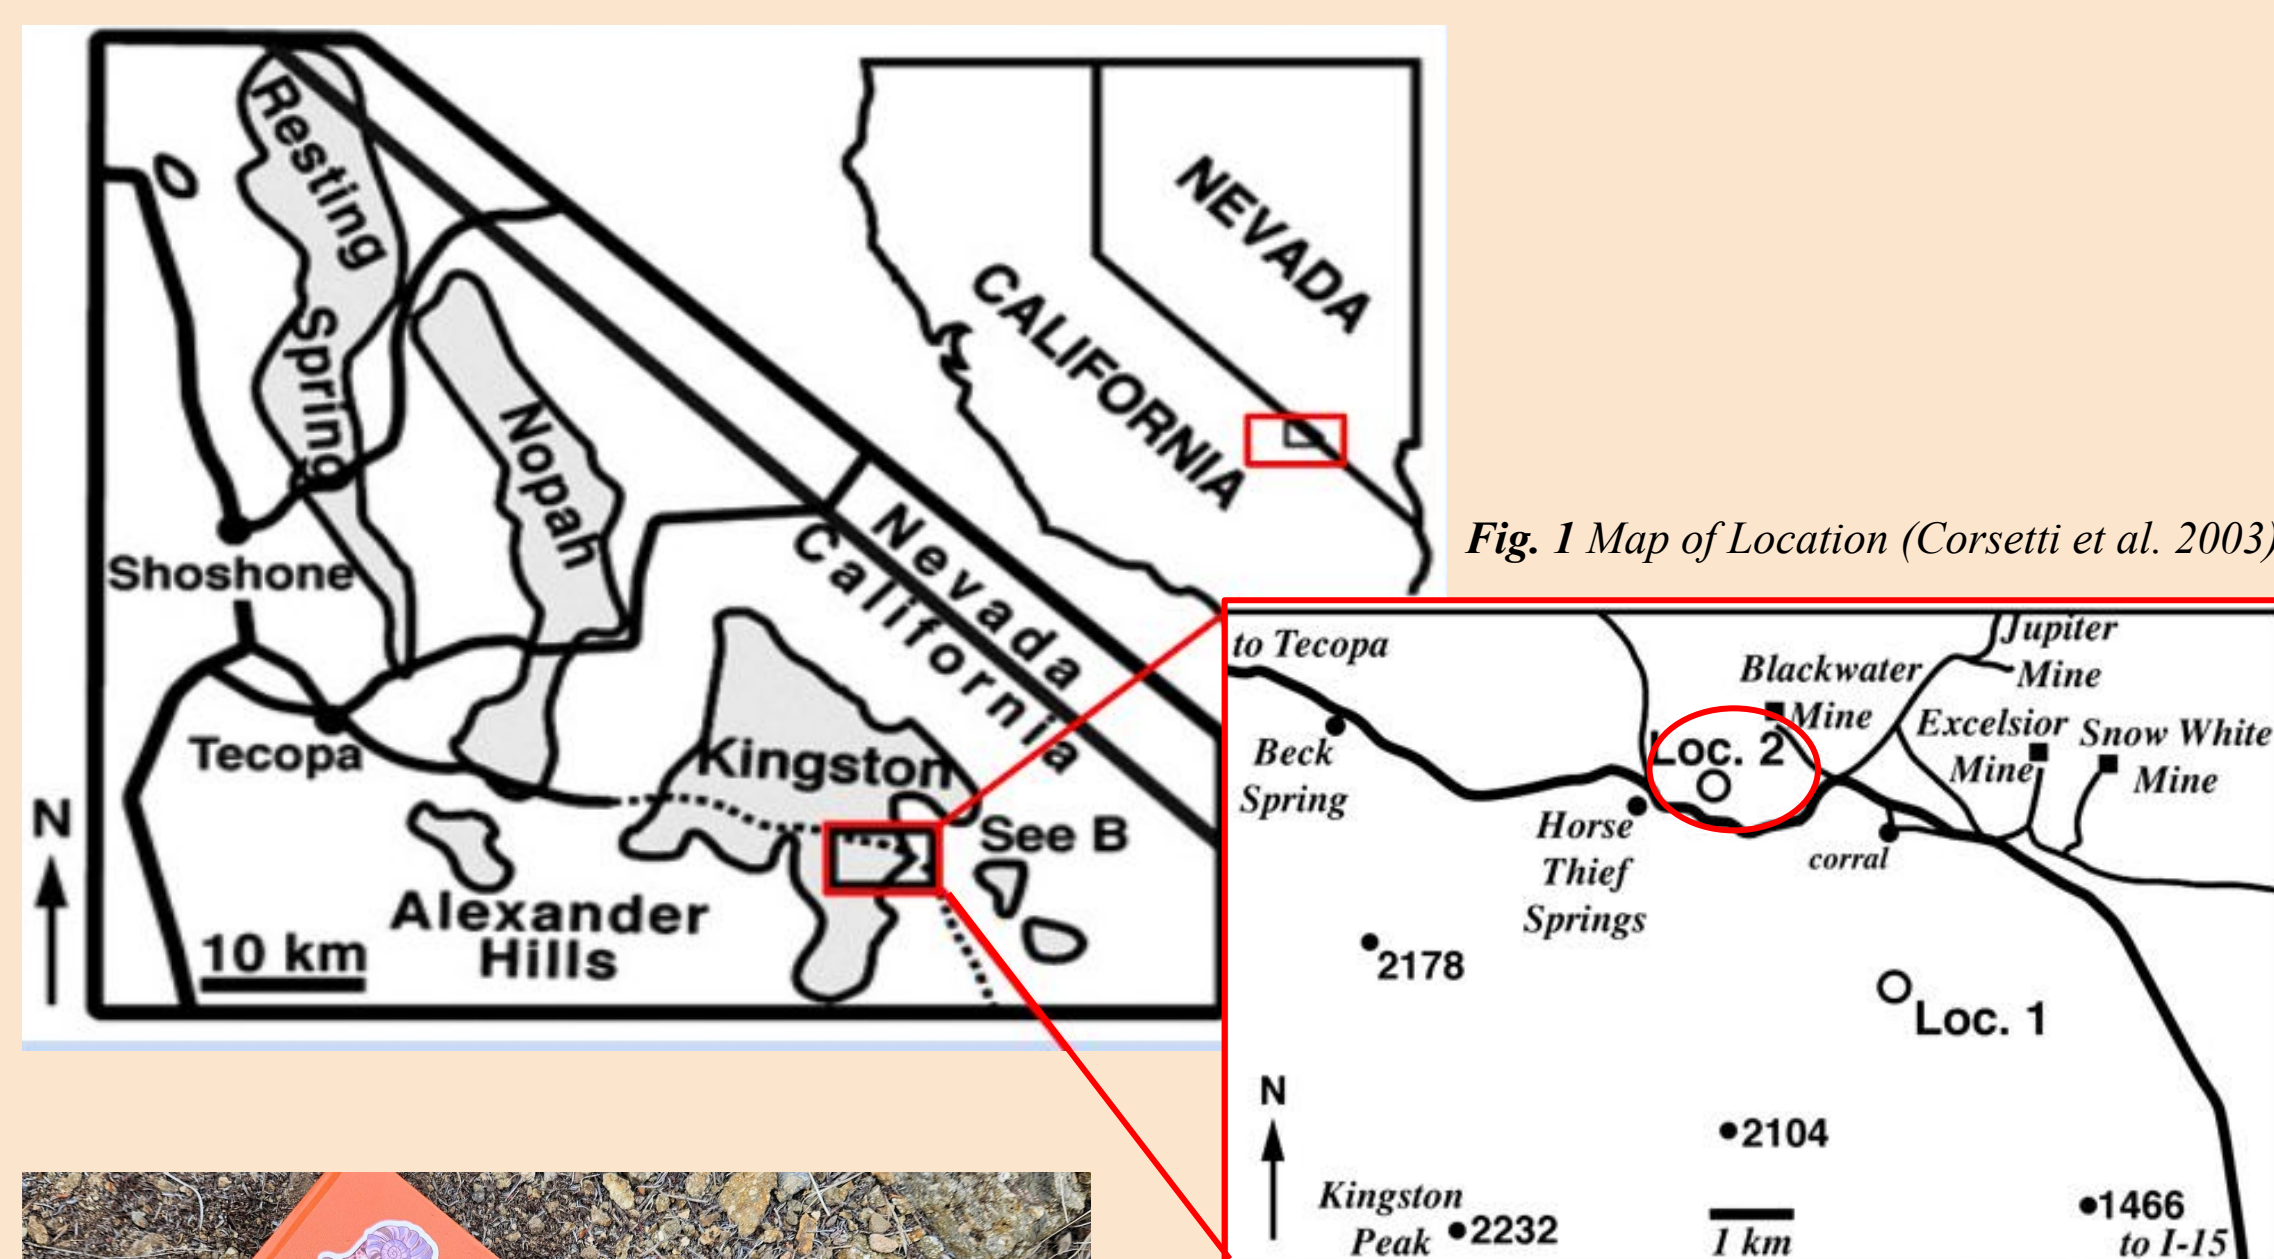 Resting
Spring
Nopah
NEVADA
CALIFORNIA
Shoshone
Nevada
California
Fig. 1 Map of Location (Corsetti et al. 2003)
Tecopa
Kingston
N
See B
Alexander
Hills
10 km
to Tecopa
Jupiter
Mine
Blackwater
Mine
Beck
Spring
Loc. 2
Excelsior
Mine
Snow White
Mine
Horse
Thief
Springs
corral
2178
Loc. 1
N
2104
Kingston
Peak
2232
1 km
1466
to I-15